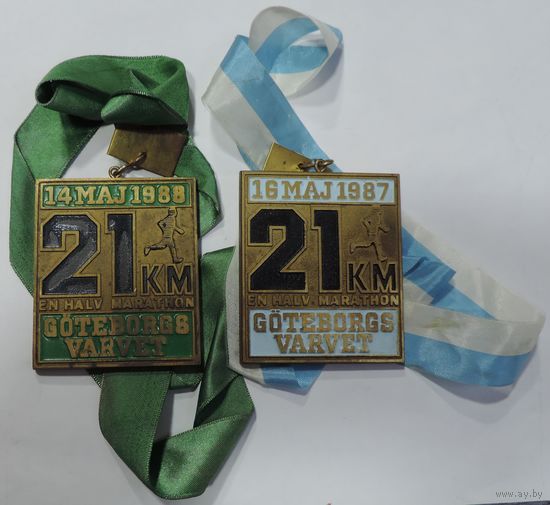 14 MAJ 1988
21 KM
EN HALV MARATHON
GÖTEBORGS
VARVET
16 MAJ 1987
21 KM
EN HALV MARATHON
GÖTEBORGS
VARVET
www.ay.by